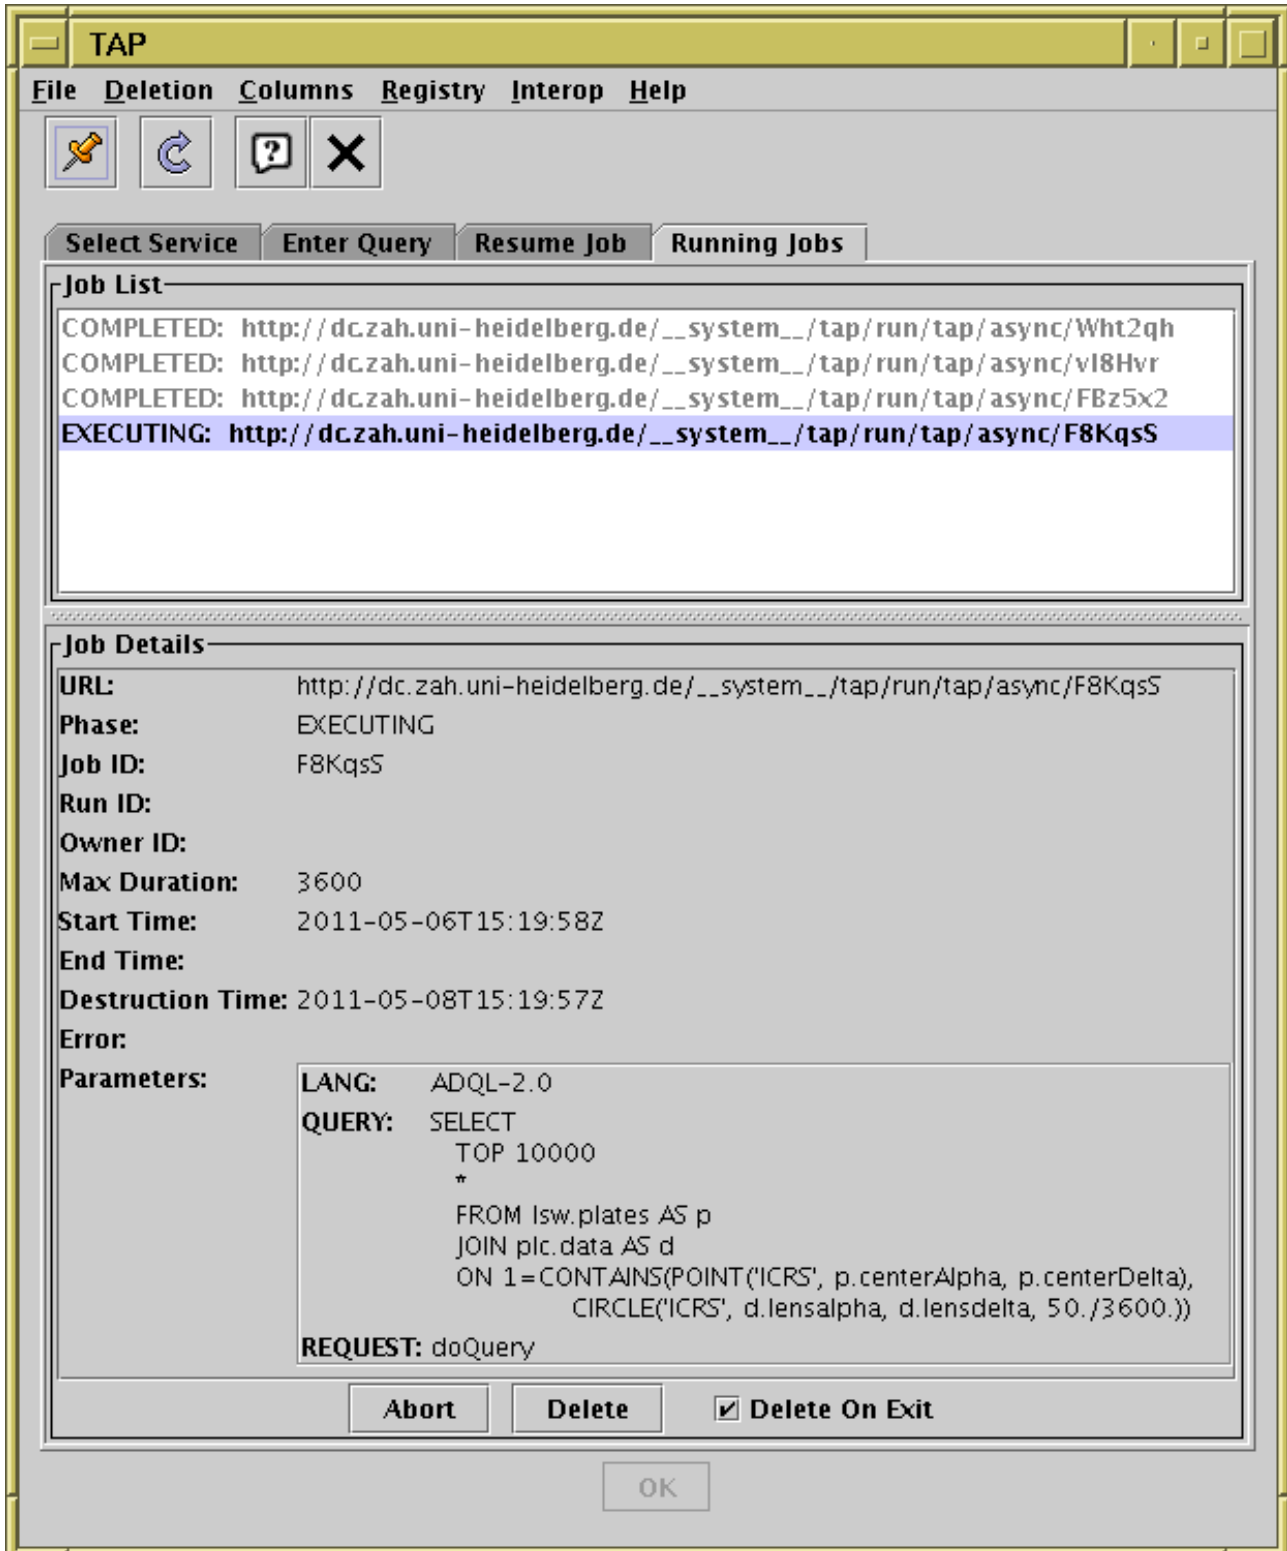 TAP
File Deletion Columns Registry Interop Help
Select Service Enter Query Resume Job Running Jobs
Job List
COMPLETED: http://dc.zah.uni-heidelberg.de/__system__/tap/run/tap/async/Wht2qh
COMPLETED: http://dc.zah.uni-heidelberg.de/__system__/tap/run/tap/async/vI8Hvr
COMPLETED: http://dc.zah.uni-heidelberg.de/__system__/tap/run/tap/async/FBz5x2
EXECUTING: http://dc.zah.uni-heidelberg.de/__system__/tap/run/tap/async/F8KqsS
Job Details
URL: http://dc.zah.uni-heidelberg.de/__system__/tap/run/tap/async/F8KqsS
Phase: EXECUTING
Job ID: F8KqsS
Run ID:
Owner ID:
Max Duration: 3600
Start Time: 2011-05-06T15:19:58Z
End Time:
Destruction Time: 2011-05-08T15:19:57Z
Error:
Parameters: LANG: ADQL-2.0
QUERY: SELECT
TOP 10000
*
FROM lsw.plates AS p
JOIN plc.data AS d
ON 1=CONTAINS(POINT('ICRS', p.centerAlpha, p.centerDelta),
CIRCLE('ICRS', d.lensalpha, d.lensdelta, 50./3600.))
REQUEST: doQuery
Abort Delete Delete On Exit
OK